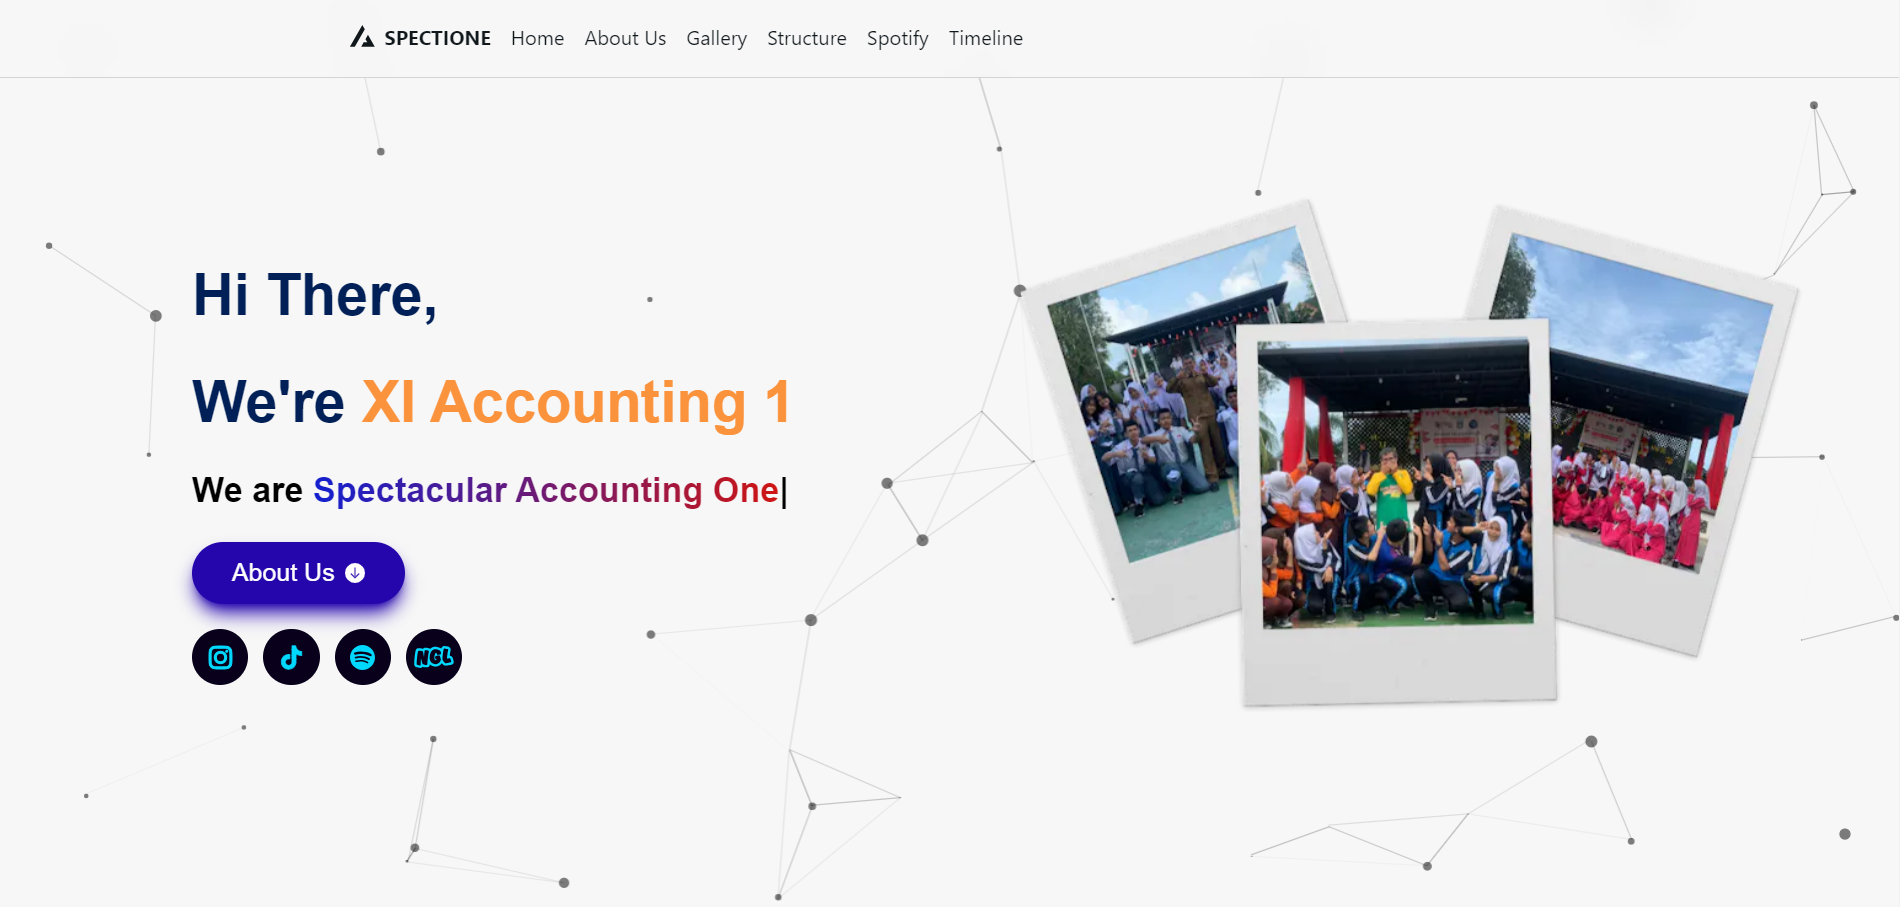 SPECTIONE Home About Us Gallery Structure Spotify Timeline
Hi There,
We're XI Accounting 1
We are Spectacular Accounting One|
About Us
NGL